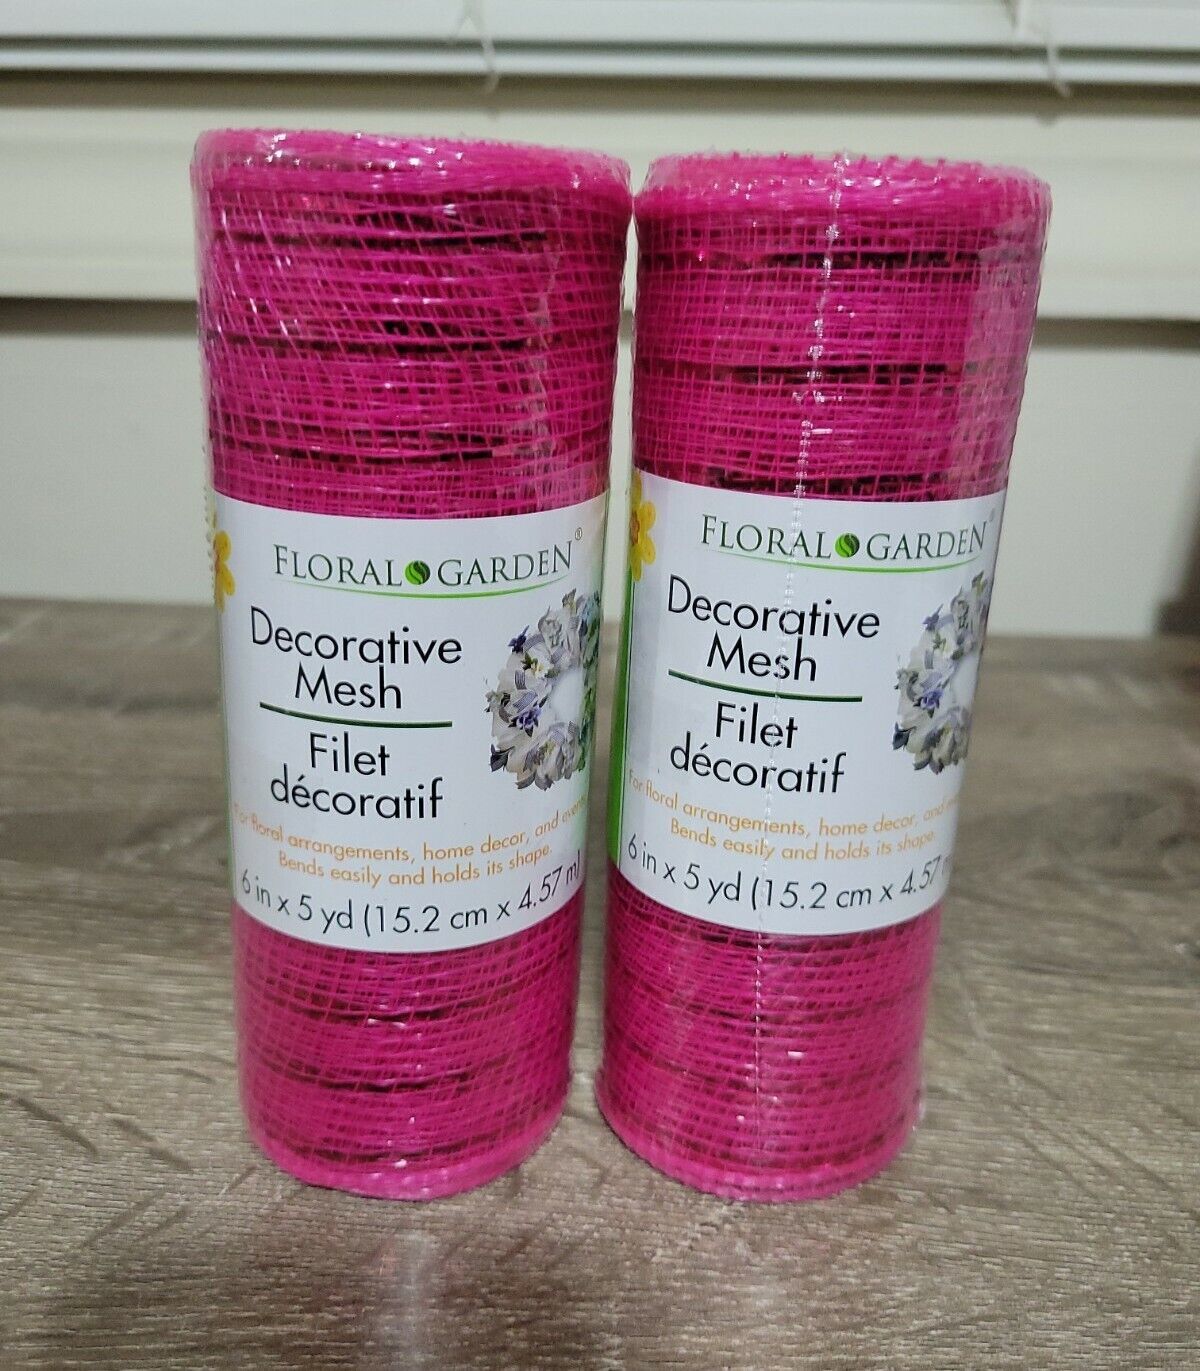 FLORAL GARDEN®
Decorative
Mesh
Filet
décoratif
For floral arrangements, home decor, and
Bends easily and holds its shape.
6 in x 5 yd (15.2 cm x 4.57 m)
FLORAL GARDEN®
Decorative
Mesh
Filet
décoratif
For floral arrangements, home decor, and
Bends easily and holds its shape.
6 in x 5 yd (15.2 cm x 4.57